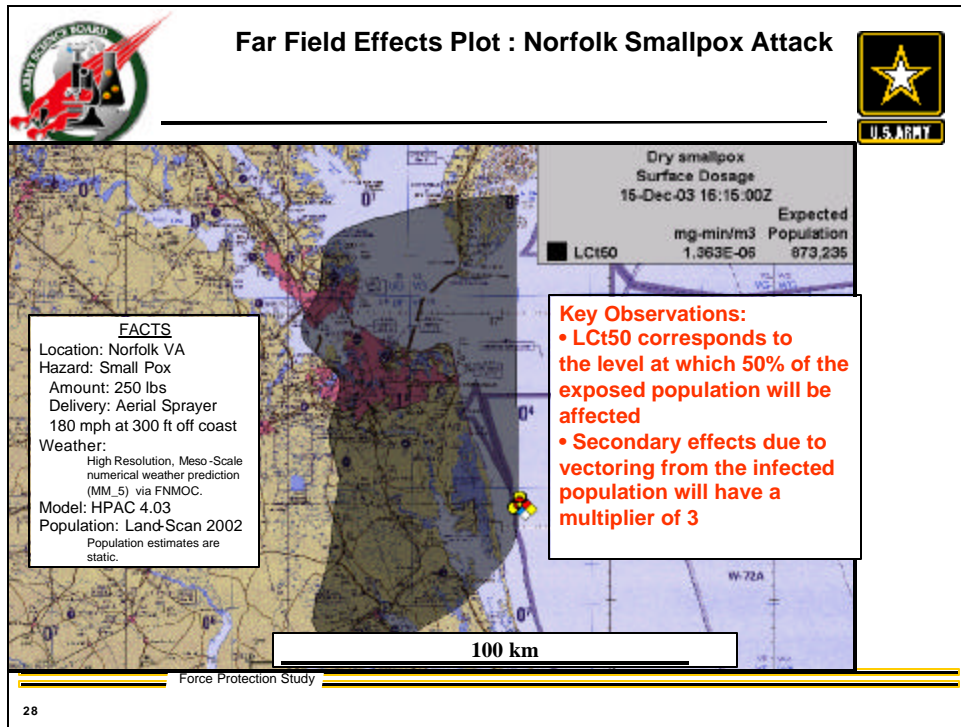 ARMY SCIENCE BOARD
Far Field Effects Plot : Norfolk Smallpox Attack
U.S. ARMY
Dry smallpox
Surface Dosage
15-Dec-03 16:15:00Z
Expected
mg-min/m3 Population
LCt50 1.363E-06 873,235
FACTS
Location: Norfolk VA
Hazard: Small Pox
Amount: 250 lbs
Delivery: Aerial Sprayer
180 mph at 300 ft off coast
Weather:
High Resolution, Meso-Scale
numerical weather prediction
(MM_5) via FNMOC.
Model: HPAC 4.03
Population: Land-Scan 2002
Population estimates are
static.
Key Observations:
• LCt50 corresponds to
the level at which 50% of the
exposed population will be
affected
• Secondary effects due to
vectoring from the infected
population will have a
multiplier of 3
W-72A
100 km
Force Protection Study
28